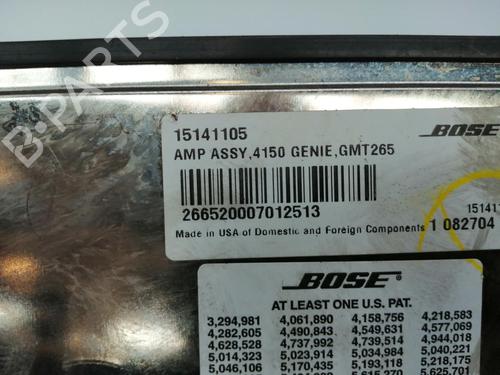 B-PARTS
15141105
BOSE
AMP ASSY,4150 GENIE,GMT265
266520007012513
15141
Made in USA of Domestic and Foreign Components
1 082704
BOSE
AT LEAST ONE U.S. PAT.
3,294,981 4,061,890 4,158,756 4,218,583
4,282,605 4,490,843 4,549,631 4,577,069
4,628,528 4,737,992 4,739,514 4,944,018
5,014,323 5,023,914 5,034,984 5,040,221
5,046,106 5,170,435 5,193,118 5,218,175
5,625,701